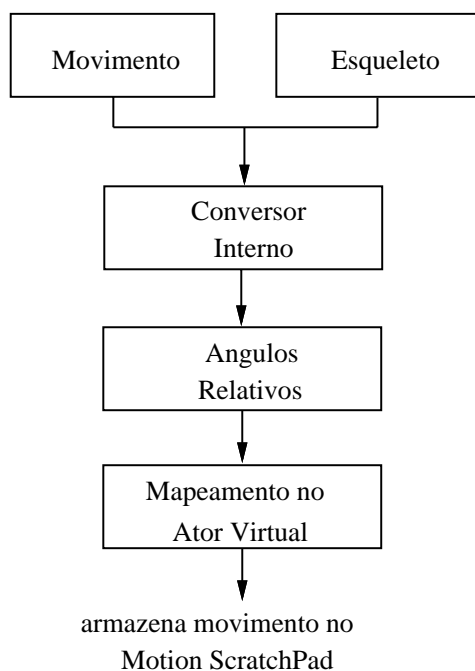 Movimento
Esqueleto
Conversor
Interno
Angulos
Relativos
Mapeamento no
Ator Virtual
armazena movimento no
Motion ScratchPad